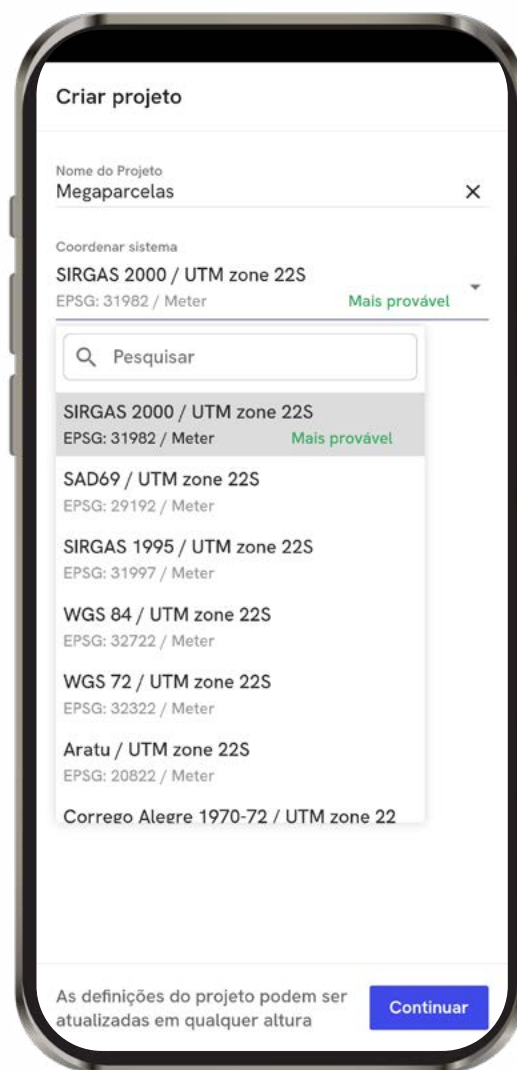 Criar projeto
Nome do Projeto
Megaparcelas
Coordenar sistema
SIRGAS 2000 / UTM zone 22S
EPSG: 31982 / Meter Mais provável
Pesquisar
SIRGAS 2000 / UTM zone 22S
EPSG: 31982 / Meter Mais provável
SAD69 / UTM zone 22S
EPSG: 29192 / Meter
SIRGAS 1995 / UTM zone 22S
EPSG: 31997 / Meter
WGS 84 / UTM zone 22S
EPSG: 32722 / Meter
WGS 72 / UTM zone 22S
EPSG: 32322 / Meter
Aratu / UTM zone 22S
EPSG: 20822 / Meter
Corrego Alegre 1970-72 / UTM zone 22
As definições do projeto podem ser
atualizadas em qualquer altura
Continuar